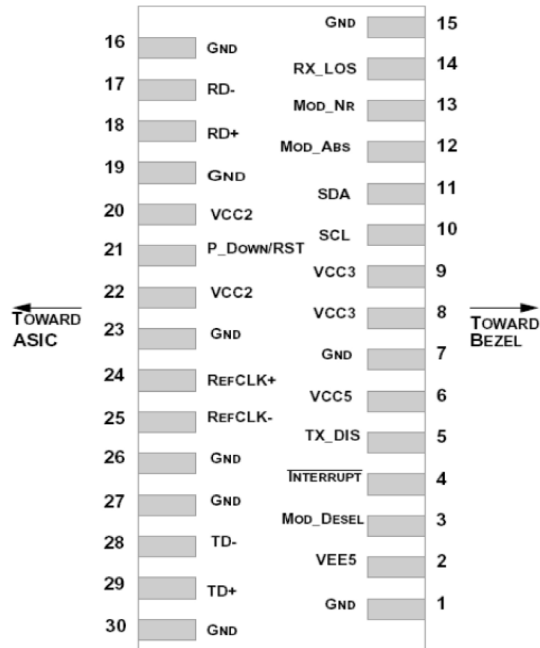 GND 15
16 GND
RX_LOS 14
17 RD-
MOD_NR 13
18 RD+
MOD_ABS 12
19 GND
SDA 11
20 VCC2
SCL 10
21 P_DOWN/RST
VCC3 9
22 VCC2
VCC3 8
TOWARD ASIC
TOWARD BEZEL
23 GND
GND 7
24 REFCLK+
VCC5 6
25 REFCLK-
TX_DIS 5
26 GND
INTERRUPT 4
27 GND
MOD_DESEL 3
28 TD-
VEE5 2
29 TD+
GND 1
30 GND